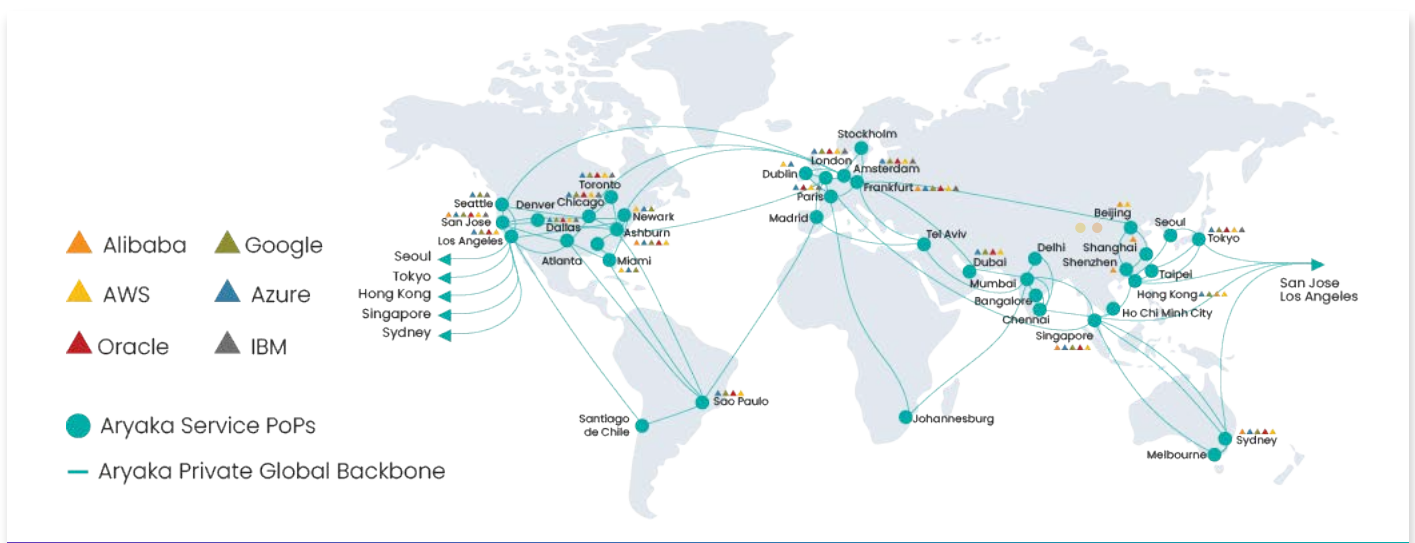 Alibaba
Google
AWS
Azure
Oracle
IBM
Aryaka Service PoPs
Aryaka Private Global Backbone
Seattle
San Jose
Los Angeles
Denver
Chicago
Toronto
Dallas
Newark
Ashburn
Atlanta
Miami
Seoul
Tokyo
Hong Kong
Singapore
Sydney
Santiago
de Chile
Sao Paulo
Stockholm
London
Dublin
Amsterdam
Frankfurt
Paris
Madrid
Tel Aviv
Dubai
Delhi
Mumbai
Bangalore
Chennai
Johannesburg
Beijing
Seoul
Tokyo
Shanghai
Shenzhen
Taipei
Hong Kong
Ho Chi Minh City
Singapore
San Jose
Los Angeles
Sydney
Melbourne